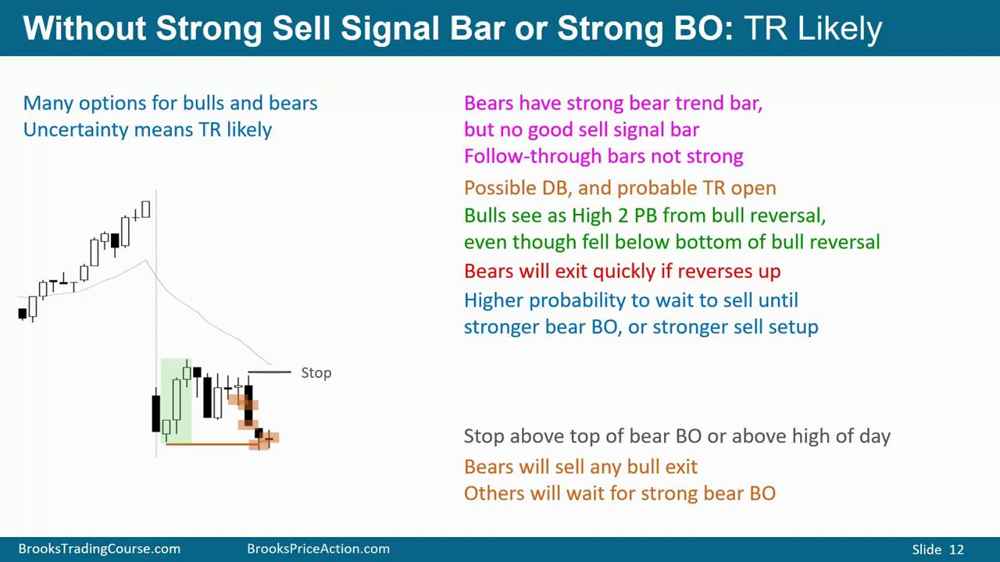 Without Strong Sell Signal Bar or Strong BO: TR Likely
Many options for bulls and bears
Uncertainty means TR likely
Bears have strong bear trend bar,
but no good sell signal bar
Follow-through bars not strong
Possible DB, and probable TR open
Bulls see as High 2 PB from bull reversal,
even though fell below bottom of bull reversal
Bears will exit quickly if reverses up
Higher probability to wait to sell until
stronger bear BO, or stronger sell setup
Stop
Stop above top of bear BO or above high of day
Bears will sell any bull exit
Others will wait for strong bear BO
BrooksTradingCourse.com
BrooksPriceAction.com
Slide 12